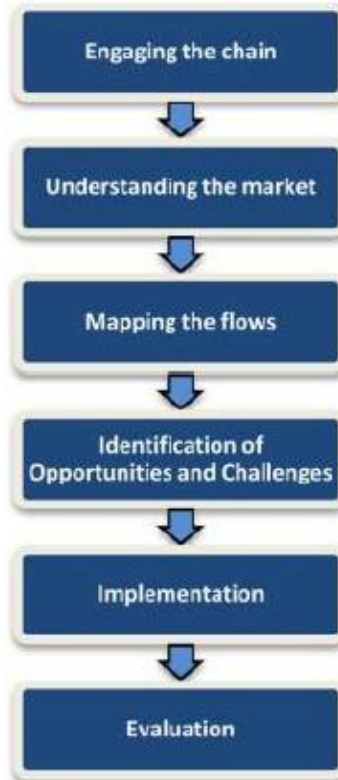 Engaging the chain
Understanding the market
Mapping the flows
Identification of
Opportunities and Challenges
Implementation
Evaluation